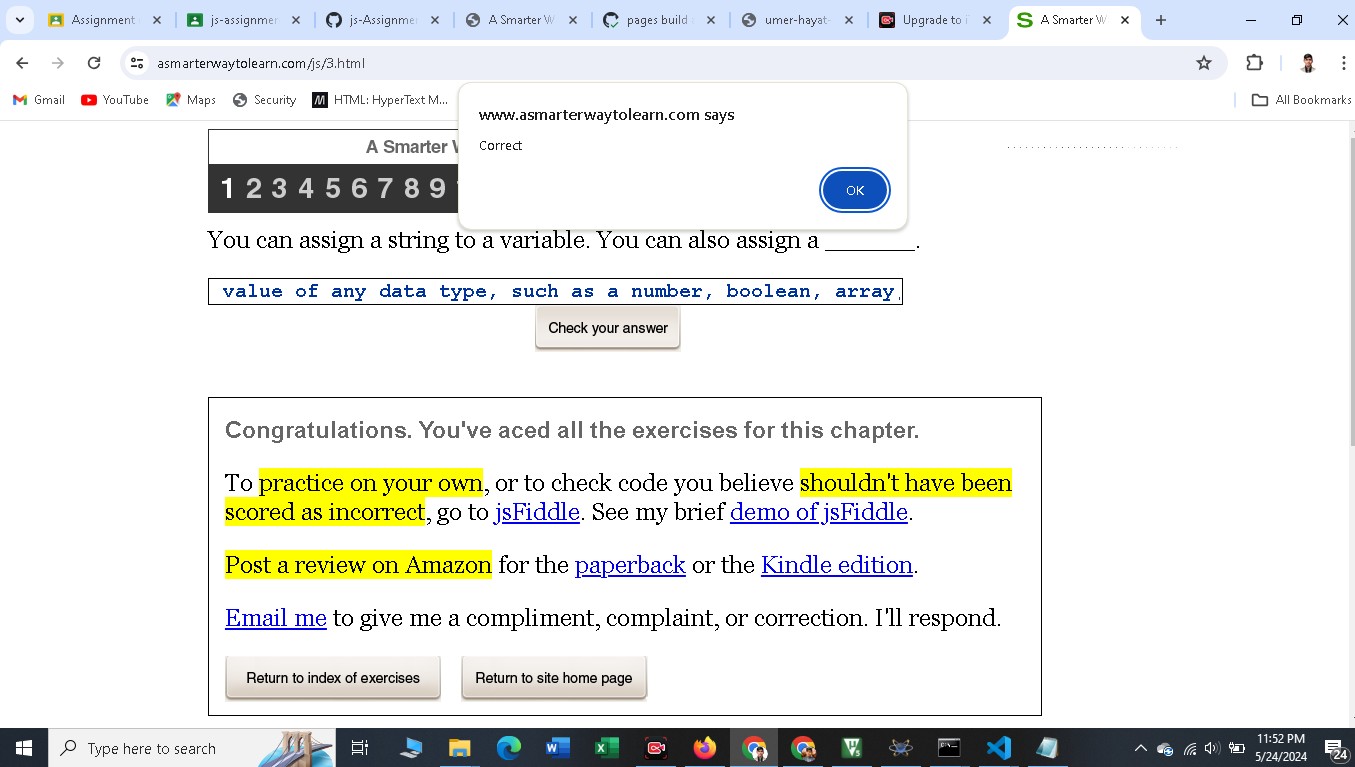 Assignment
js-assignmer
js-Assignme
A Smarter W
pages build
umer-hayat-
Upgrade to i
A Smarter W
asmarterwaytolearn.com/js/3.html
Gmail YouTube Maps Security HTML: HyperText M... All Bookmarks
www.asmarterwaytolearn.com says
Correct
OK
A Smarter W
1 2 3 4 5 6 7 8 9
You can assign a string to a variable. You can also assign a _______.
value of any data type, such as a number, boolean, array,
Check your answer
Congratulations. You've aced all the exercises for this chapter.
To practice on your own, or to check code you believe shouldn't have been
scored as incorrect, go to jsFiddle. See my brief demo of jsFiddle.
Post a review on Amazon for the paperback or the Kindle edition.
Email me to give me a compliment, complaint, or correction. I'll respond.
Return to index of exercises Return to site home page
Type here to search
11:52 PM
5/24/2024
24